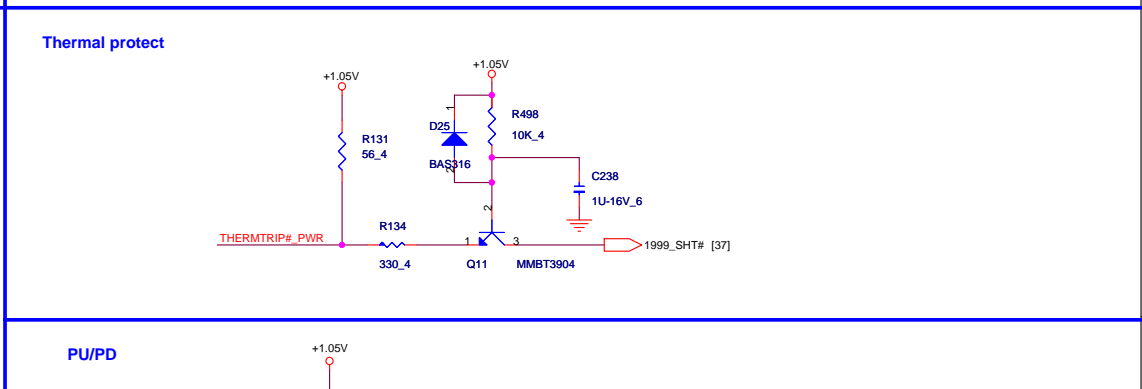 Thermal protect
+1.05V
+1.05V
R131
56_4
D25
1
BAS316
2
R498
10K_4
C238
1U-16V_6
2
THERMTRIP#_PWR
R134
330_4
1
3
Q11
MMBT3904
1999_SHT# [37]
PU/PD
+1.05V